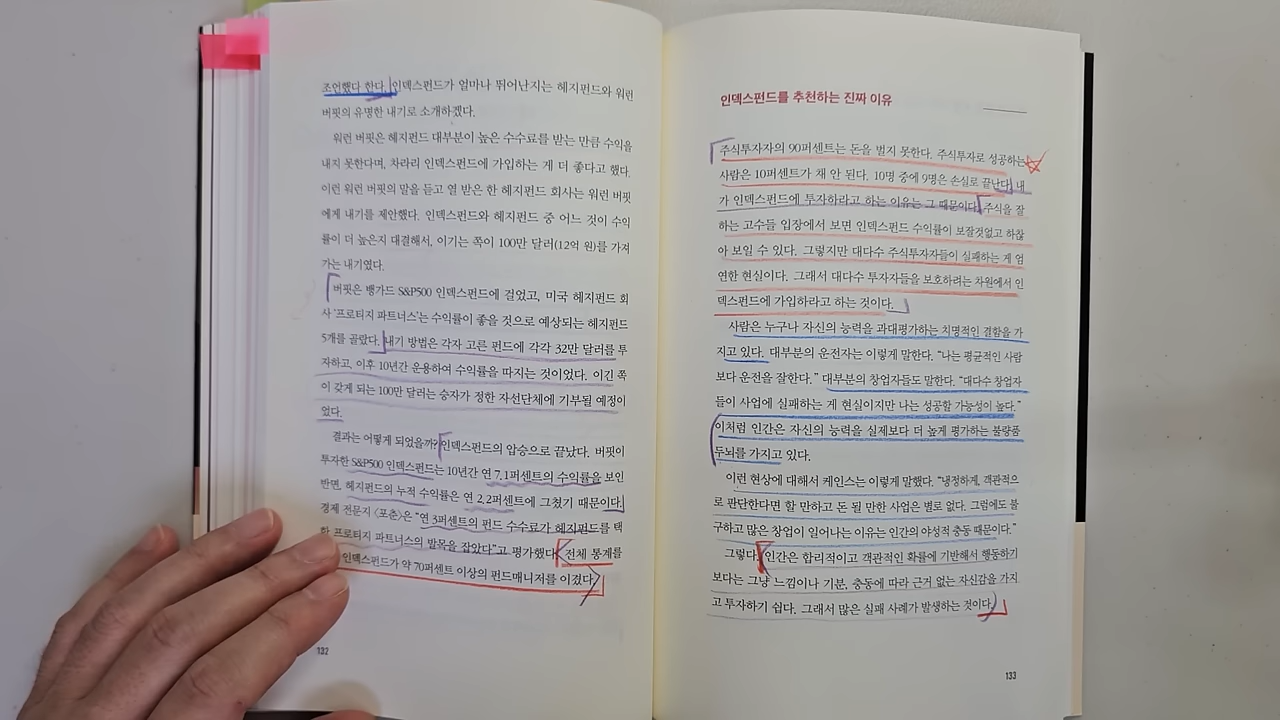 조언했다 한다. 인덱스펀드가 얼마나 뛰어난지는 헤지펀드와 워런
버핏의 유명한 내기로 소개하겠다.
워런 버핏은 헤지펀드 대부분이 높은 수수료를 받는 만큼 수익을
내지 못한다며, 차라리 인덱스펀드에 가입하는 게 더 좋다고 했다.
이런 워런 버핏의 말을 듣고 열 받은 한 헤지펀드 회사는 워런 버핏
에게 내기를 제안했다. 인덱스펀드와 헤지펀드 중 어느 것이 수익
률이 더 높은지 대결해서, 이기는 쪽이 100만 달러(12억 원)를 가져
가는 내기였다.
버핏은 뱅가드 S&P500 인덱스펀드에 걸었고, 미국 헤지펀드 회
사 '프로티지 파트너스'는 수익률이 좋을 것으로 예상되는 헤지펀드
5개를 골랐다. 내기 방법은 각자 고른 펀드에 각각 32만 달러를 투
자하고, 이후 10년간 운용하여 수익률을 따지는 것이었다. 이긴 쪽
이 갖게 되는 100만 달러는 승자가 정한 자선단체에 기부될 예정이
었다.
결과는 어떻게 되었을까? 인덱스펀드의 압승으로 끝났다. 버핏이
투자한 S&P500 인덱스펀드는 10년간 연 7.1퍼센트의 수익률을 보인
반면, 헤지펀드의 누적 수익률은 연 2.2퍼센트에 그쳤기 때문이다.
경제 전문지 《포춘》은 "연 3퍼센트의 펀드 수수료가 헤지펀드를 택
한 프로티지 파트너스의 발목을 잡았다"고 평가했다. 전체 통계를
인덱스펀드가 약 70퍼센트 이상의 펀드매니저를 이겼다.
132
인덱스펀드를 추천하는 진짜 이유
주식투자자의 90퍼센트는 돈을 벌지 못한다. 주식투자로 성공하는
사람은 10퍼센트가 채 안 된다. 10명 중에 9명은 손실로 끝난다. 내
가 인덱스펀드에 투자하라고 하는 이유는 그 때문이다. 주식을 잘
하는 고수들 입장에서 보면 인덱스펀드 수익률이 보잘것없고 하찮
아 보일 수 있다. 그렇지만 대다수 주식투자자들이 실패하는 게 엄
연한 현실이다. 그래서 대다수 투자자들을 보호하려는 차원에서 인
덱스펀드에 가입하라고 하는 것이다.
사람은 누구나 자신의 능력을 과대평가하는 치명적인 결함을 가
지고 있다. 대부분의 운전자는 이렇게 말한다. "나는 평균적인 사람
보다 운전을 잘한다." 대부분의 창업자들도 말한다. "대다수 창업자
들이 사업에 실패하는 게 현실이지만 나는 성공할 가능성이 높다."
이처럼 인간은 자신의 능력을 실제보다 더 높게 평가하는 불량품
두뇌를 가지고 있다.
이런 현상에 대해서 케인스는 이렇게 말했다. "냉정하게, 객관적으
로 판단한다면 할 만하고 돈 될 만한 사업은 별로 없다. 그럼에도 불
구하고 많은 창업이 일어나는 이유는 인간의 야성적 충동 때문이다."
그렇다. 인간은 합리적이고 객관적인 확률에 기반해서 행동하기
보다는 그냥 느낌이나 기분, 충동에 따라 근거 없는 자신감을 가지
고 투자하기 쉽다. 그래서 많은 실패 사례가 발생하는 것이다.
133